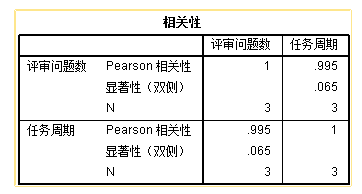 相关性
评审问题数 任务周期
评审问题数 Pearson 相关性 1 .995
显著性（双侧） .065
N 3 3
任务周期 Pearson 相关性 .995 1
显著性（双侧） .065
N 3 3